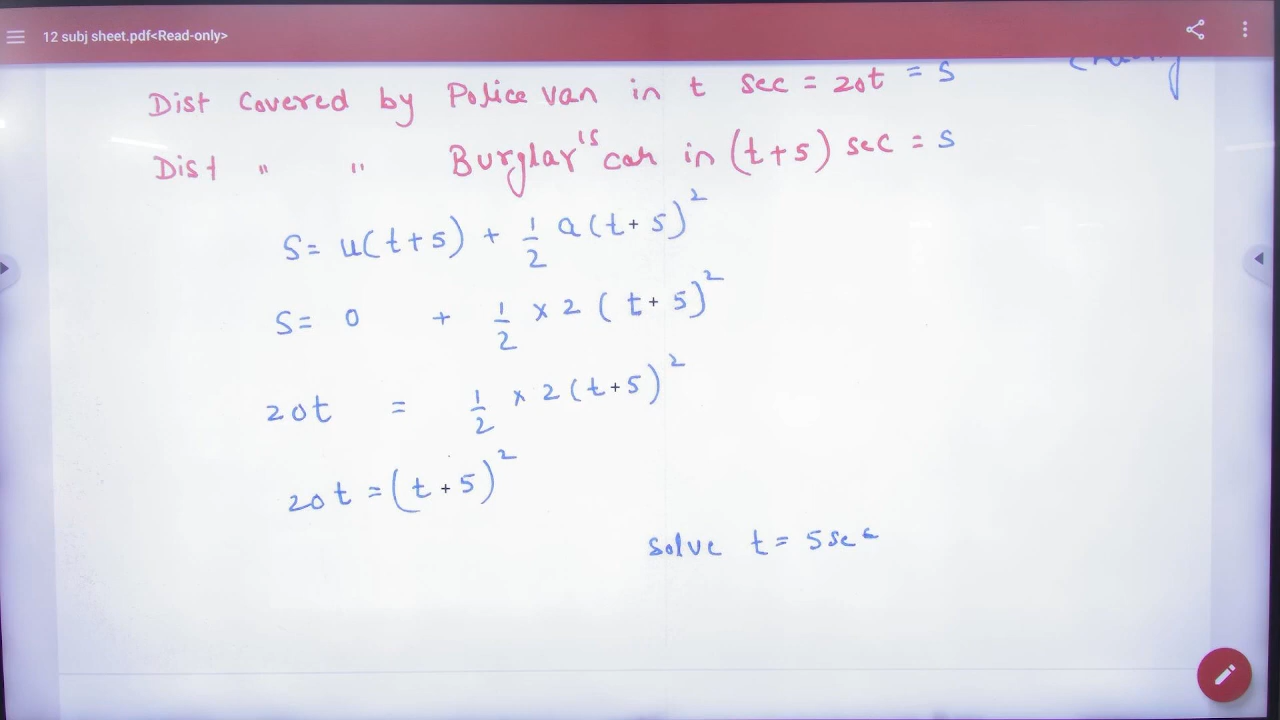 12 subj sheet.pdf<Read-only>
Dist Covered by Police van in t sec = 20t = S
Dist " " Burglar's car in (t+5) sec = S
S= u(t+5) + 1/2 a(t+5)²
S= 0 + 1/2 × 2 (t+5)²
20t = 1/2 × 2(t+5)²
20t =(t+5)²
solve t= 5sec